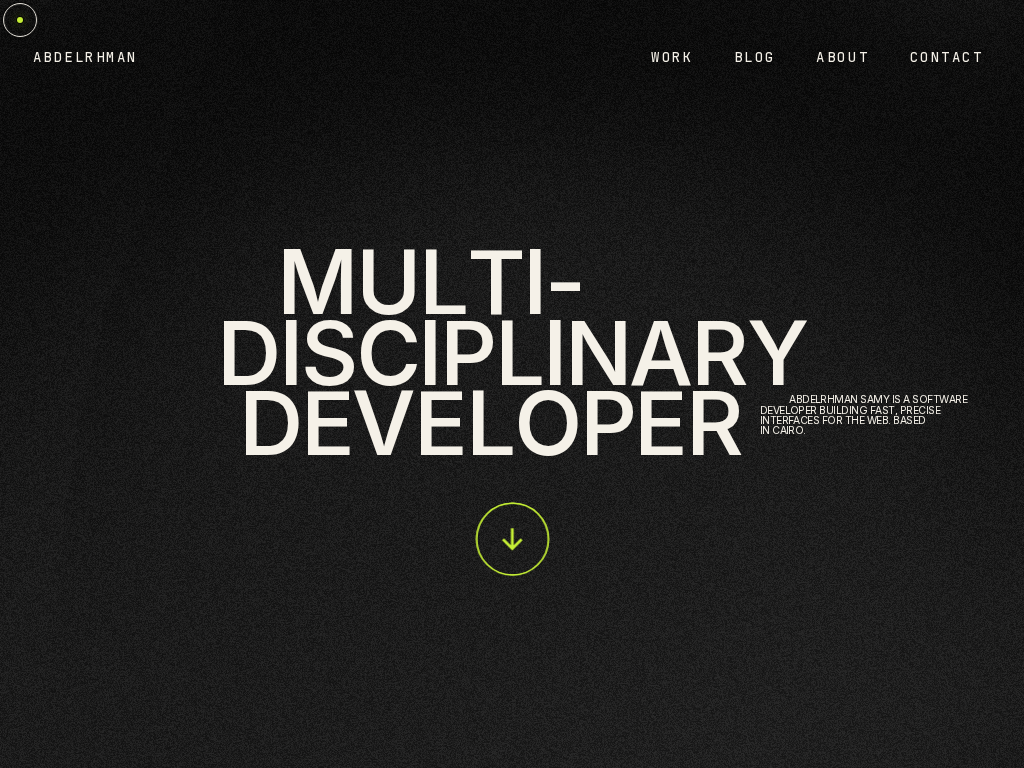 ABDELRHMAN
WORK BLOG ABOUT CONTACT
MULTI-
DISCIPLINARY
DEVELOPER
ABDELRHMAN SAMY IS A SOFTWARE
DEVELOPER BUILDING FAST, PRECISE
INTERFACES FOR THE WEB. BASED
IN CAIRO.